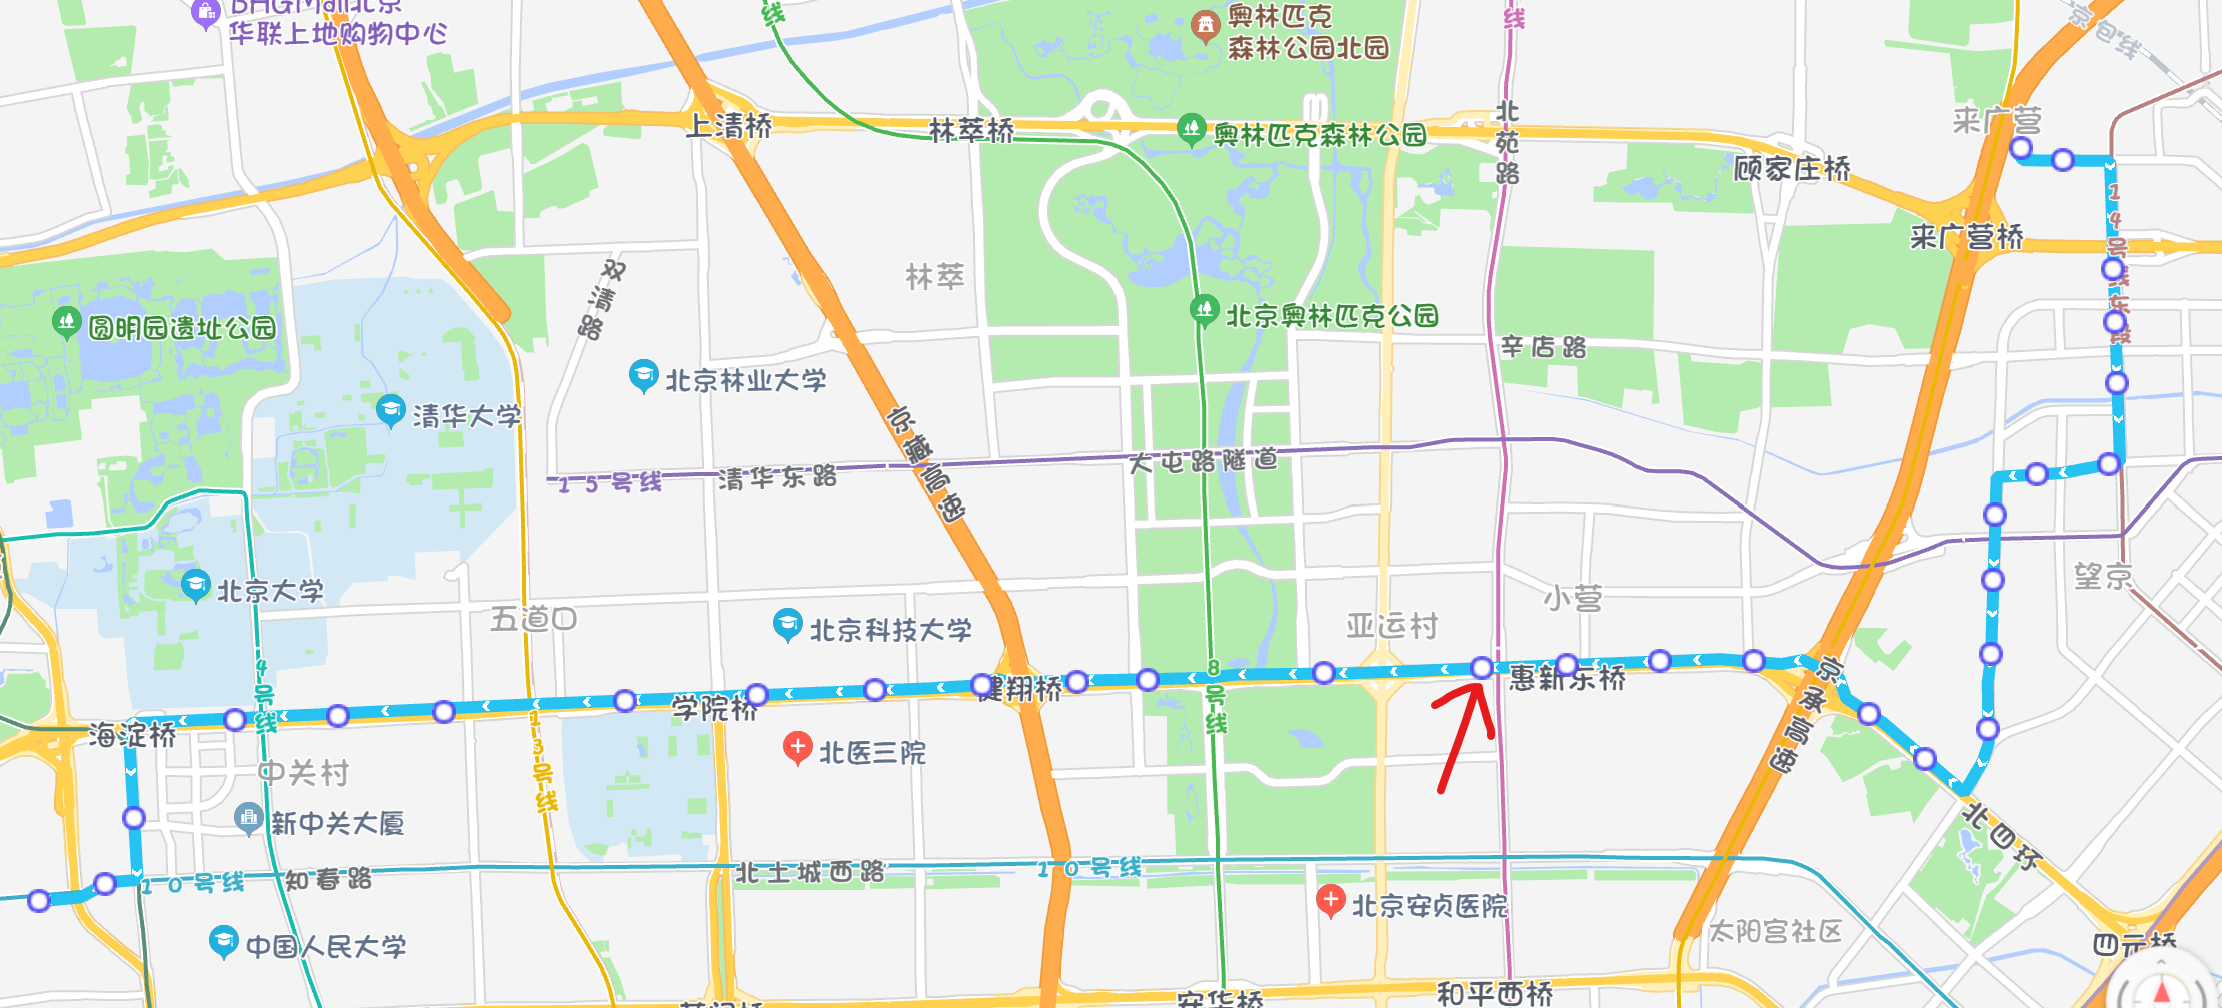 BHGMall北京
华联上地购物中心
线
奥林匹克
森林公园北园
线
京包线
上清桥
林萃桥
奥林匹克森林公园
北苑路
来广营
顾家庄桥
14号线东段
来广营桥
双清路
林萃
圆明园遗址公园
北京奥林匹克公园
辛店路
北京林业大学
清华大学
京藏高速
15号线
清华东路
大屯路隧道
北京大学
五道口
北京科技大学
亚运村
小营
望京
4号线
8号线
海淀桥
学院桥
健翔桥
惠新东桥
京承高速
13号线
北医三院
中关村
新中关大厦
10号线
知春路
北土城西路
10号线
北四环
北京安贞医院
中国人民大学
太阳宫社区
四元桥
安华桥
和平西桥